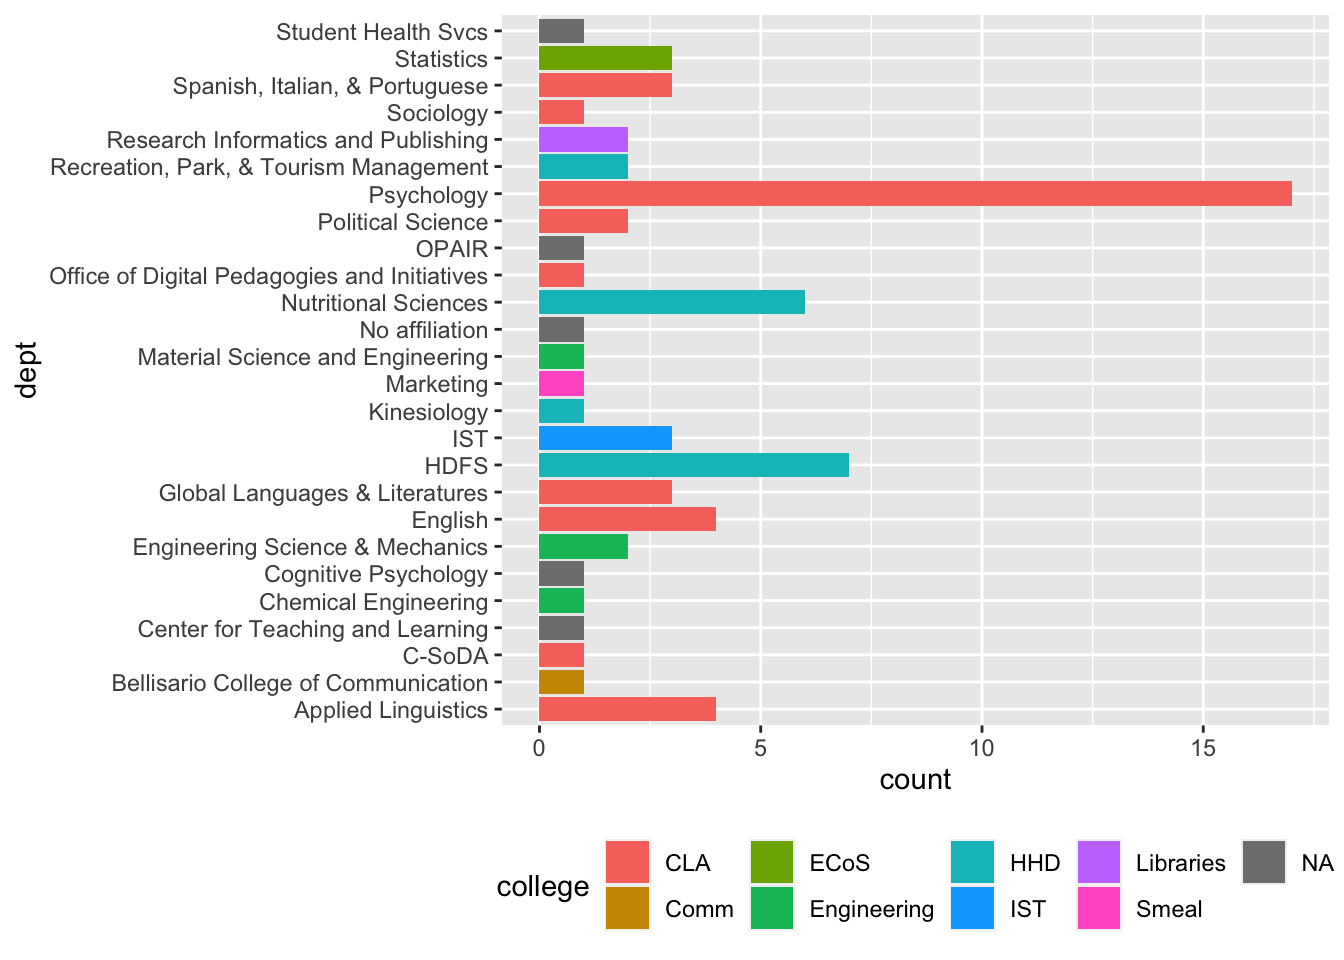 Student Health Svcs
Statistics
Spanish, Italian, & Portuguese
Sociology
Research Informatics and Publishing
Recreation, Park, & Tourism Management
Psychology
Political Science
OPAIR
Office of Digital Pedagogies and Initiatives
Nutritional Sciences
No affiliation
Material Science and Engineering
Marketing
Kinesiology
IST
HDFS
Global Languages & Literatures
English
Engineering Science & Mechanics
Cognitive Psychology
Chemical Engineering
Center for Teaching and Learning
C-SoDA
Bellisario College of Communication
Applied Linguistics
dept
0 5 10 15
count
college
CLA ECoS HHD Libraries NA
Comm Engineering IST Smeal